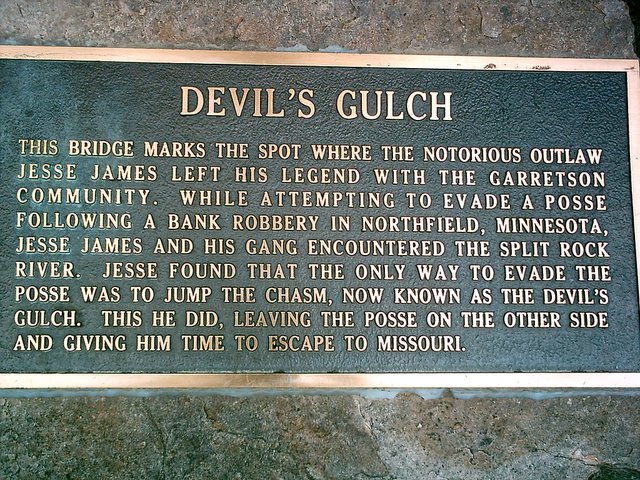 DEVIL'S GULCH
THIS BRIDGE MARKS THE SPOT WHERE THE NOTORIOUS OUTLAW
JESSE JAMES LEFT HIS LEGEND WITH THE GARRETSON
COMMUNITY. WHILE ATTEMPTING TO EVADE A POSSE
FOLLOWING A BANK ROBBERY IN NORTHFIELD, MINNESOTA,
JESSE JAMES AND HIS GANG ENCOUNTERED THE SPLIT ROCK
RIVER. JESSE FOUND THAT THE ONLY WAY TO EVADE THE
POSSE WAS TO JUMP THE CHASM, NOW KNOWN AS THE DEVIL'S
GULCH. THIS HE DID, LEAVING THE POSSE ON THE OTHER SIDE
AND GIVING HIM TIME TO ESCAPE TO MISSOURI.